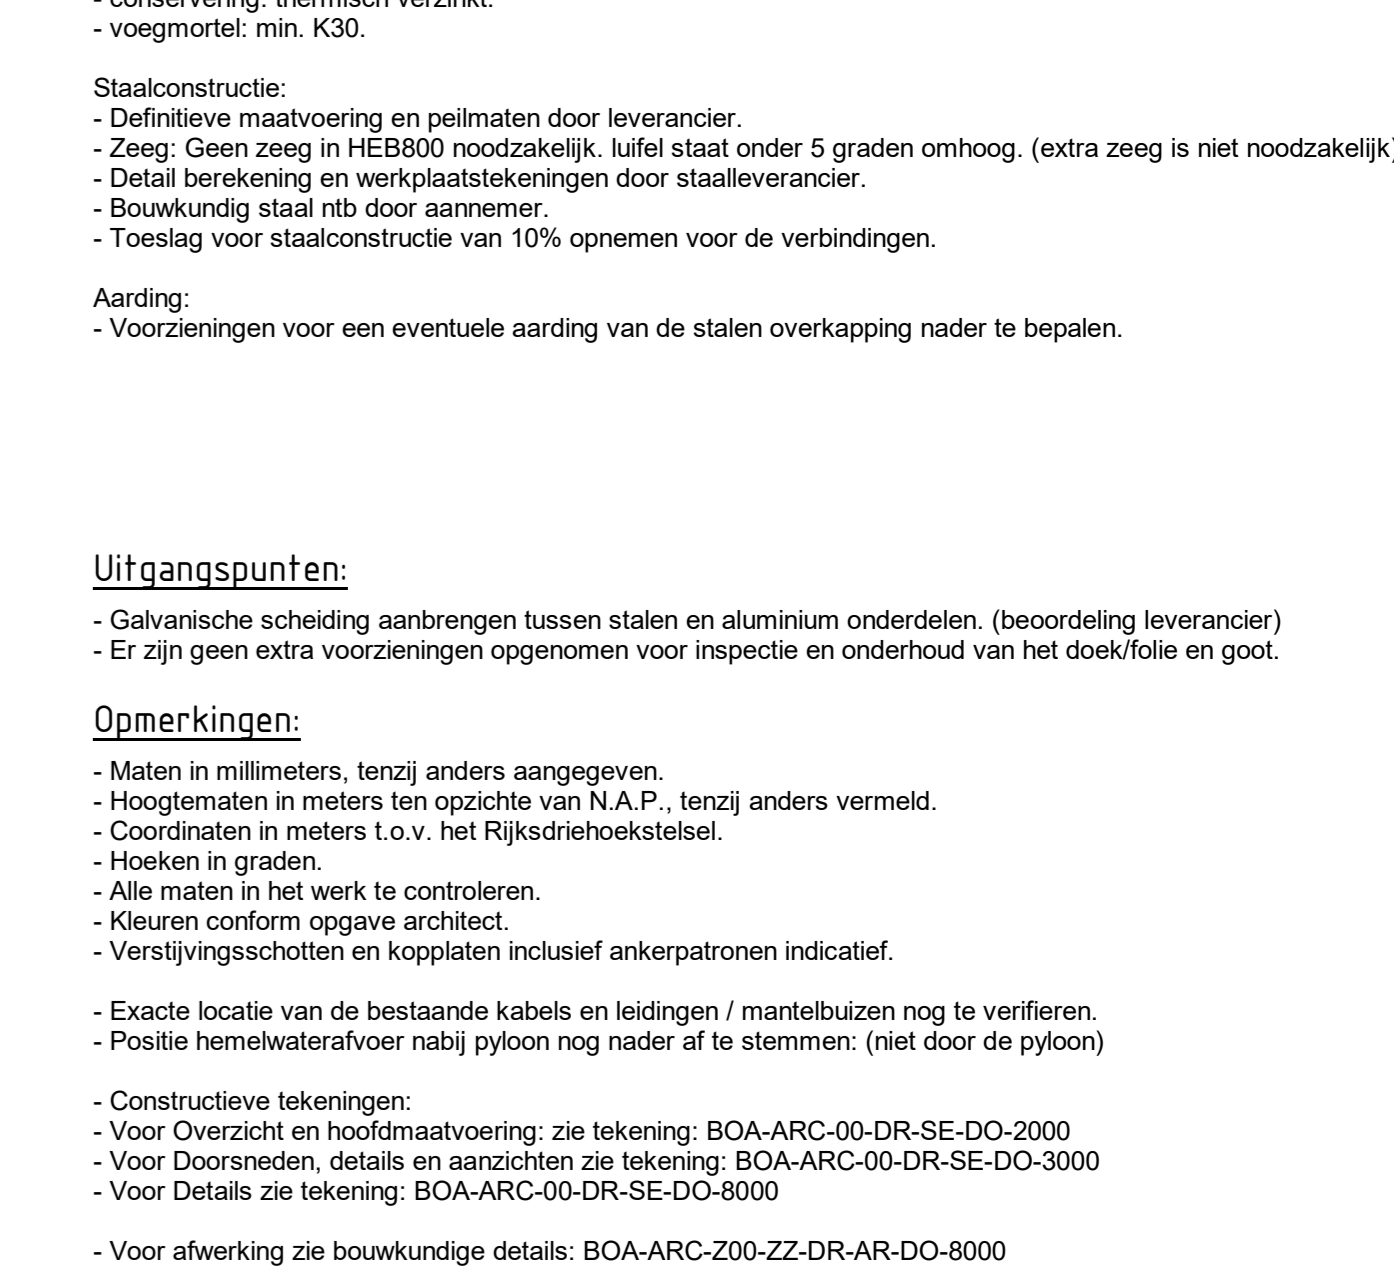 - conservering: thermisch verzinkt.
- voegmortel: min. K30.
Staalconstructie:
- Definitieve maatvoering en peilmaten door leverancier.
- Zeeg: Geen zeeg in HEB800 noodzakelijk. luifel staat onder 5 graden omhoog. (extra zeeg is niet noodzakelijk)
- Detail berekening en werkplaatstekeningen door staalleverancier.
- Bouwkundig staal ntb door aannemer.
- Toeslag voor staalconstructie van 10% opnemen voor de verbindingen.
Aarding:
- Voorzieningen voor een eventuele aarding van de stalen overkapping nader te bepalen.
Uitgangspunten:
- Galvanische scheiding aanbrengen tussen stalen en aluminium onderdelen. (beoordeling leverancier)
- Er zijn geen extra voorzieningen opgenomen voor inspectie en onderhoud van het doek/folie en goot.
Opmerkingen:
- Maten in millimeters, tenzij anders aangegeven.
- Hoogtematen in meters ten opzichte van N.A.P., tenzij anders vermeld.
- Coordinaten in meters t.o.v. het Rijksdriehoekstelsel.
- Hoeken in graden.
- Alle maten in het werk te controleren.
- Kleuren conform opgave architect.
- Verstijvingsschotten en kopplaten inclusief ankerpatronen indicatief.
- Exacte locatie van de bestaande kabels en leidingen / mantelbuizen nog te verifieren.
- Positie hemelwaterafvoer nabij pyloon nog nader af te stemmen: (niet door de pyloon)
- Constructieve tekeningen:
- Voor Overzicht en hoofdmaatvoering: zie tekening: BOA-ARC-00-DR-SE-DO-2000
- Voor Doorsneden, details en aanzichten zie tekening: BOA-ARC-00-DR-SE-DO-3000
- Voor Details zie tekening: BOA-ARC-00-DR-SE-DO-8000
- Voor afwerking zie bouwkundige details: BOA-ARC-Z00-ZZ-DR-AR-DO-8000